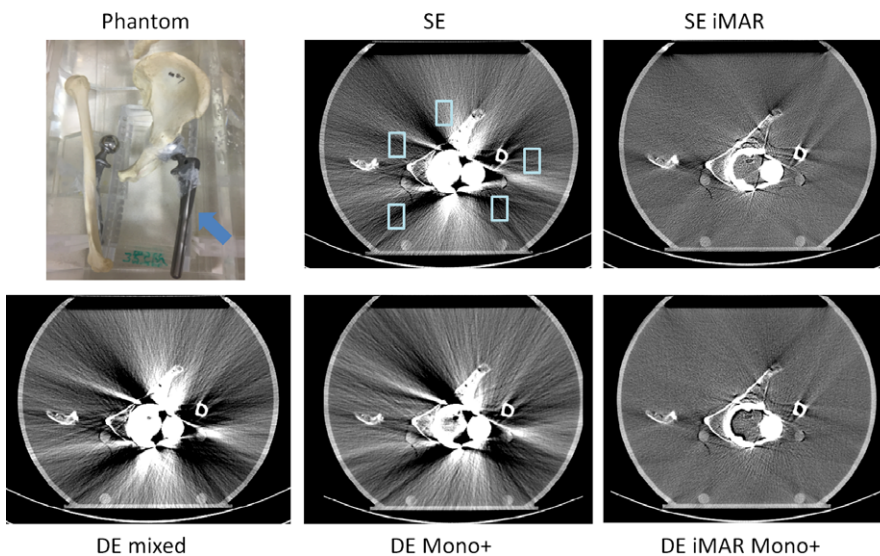 Phantom
SE
SE iMAR
DE mixed
DE Mono+
DE iMAR Mono+